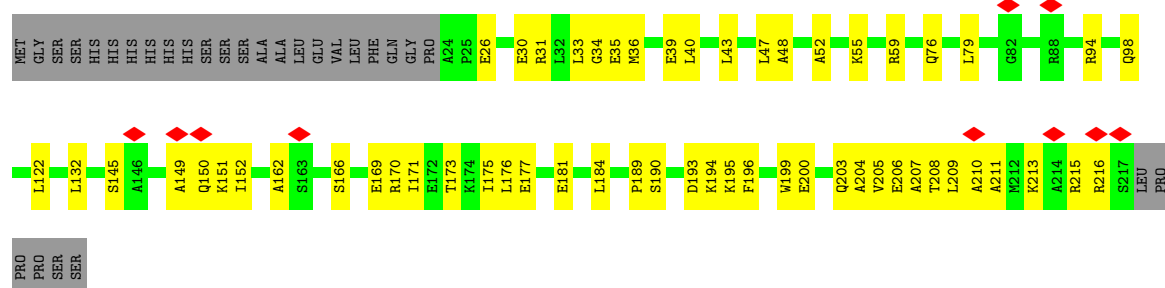 MET GLY SER SER HIS HIS HIS HIS HIS HIS SER SER SER ALA ALA LEU GLU VAL LEU PHE GLN GLY PRO A24 P25 E26 E30 R31 L32 L33 G34 E35 M36 E39 L40 L43 L47 A48 A52 K55 R59 Q76 L79 G82 R88 R94 Q98
L122 L132 S145 A146 A149 Q150 K151 I152 A162 S163 S166 E169 R170 I171 E172 T173 K174 I175 L176 E177 E181 L184 P189 S190 D193 K194 K195 F196 W199 E200 Q203 A204 V205 E206 A207 T208 L209 A210 A211 M212 K213 A214 R215 R216 S217 LEU PRO
PRO PRO SER SER